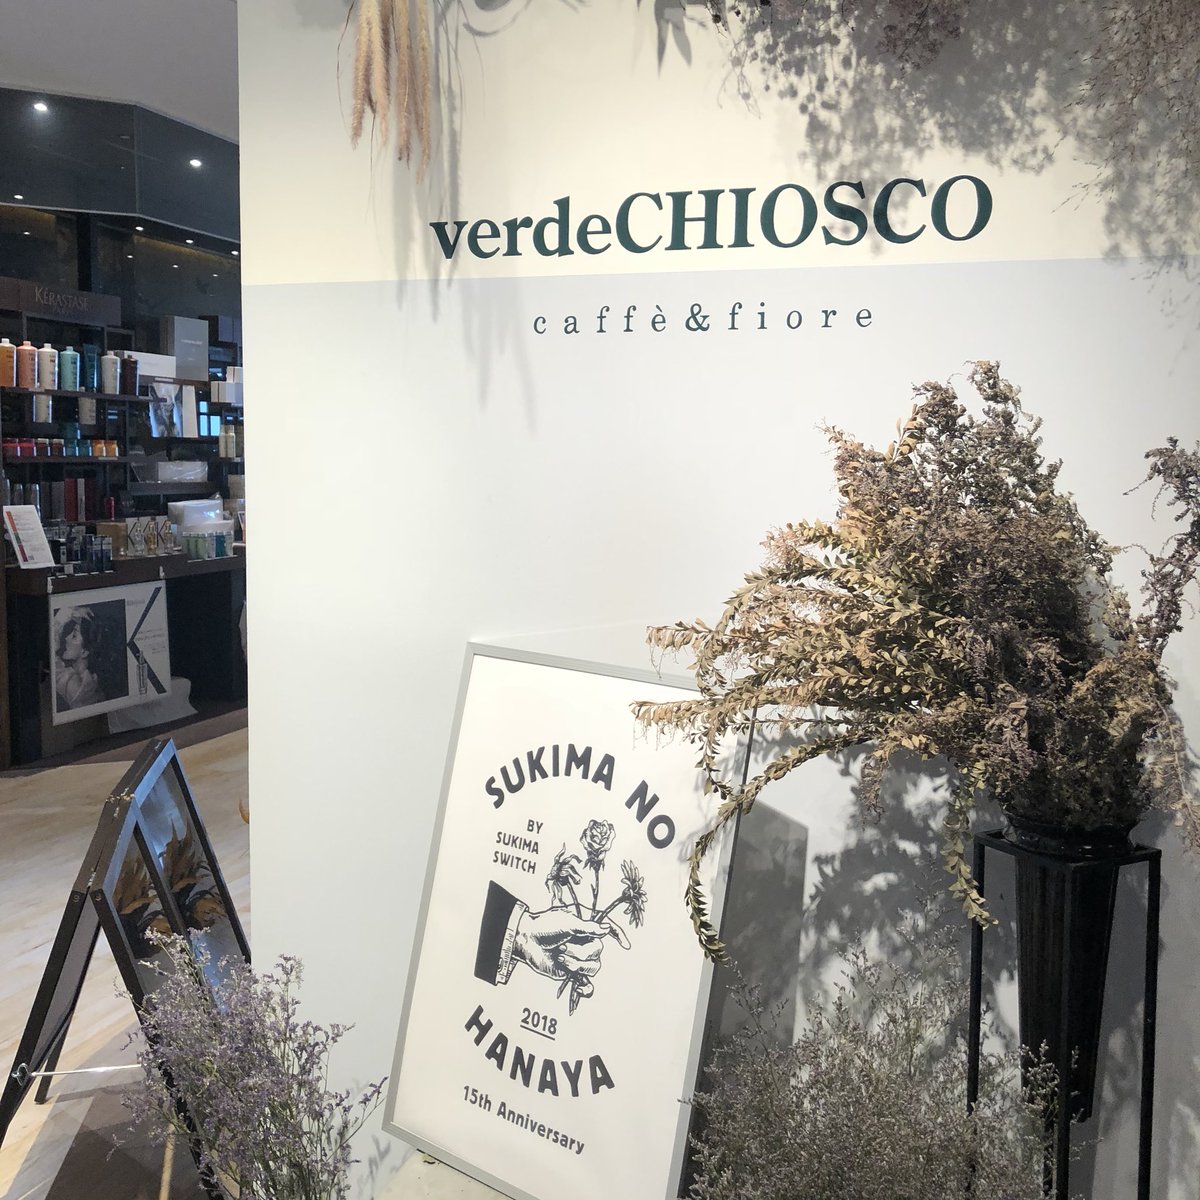 verdeCHIOSCO
caffè&fiore
KÉRASTASE
SUKIMA NO
BY
SUKIMA
SWITCH
2018
HANAYA
15th Anniversary
K